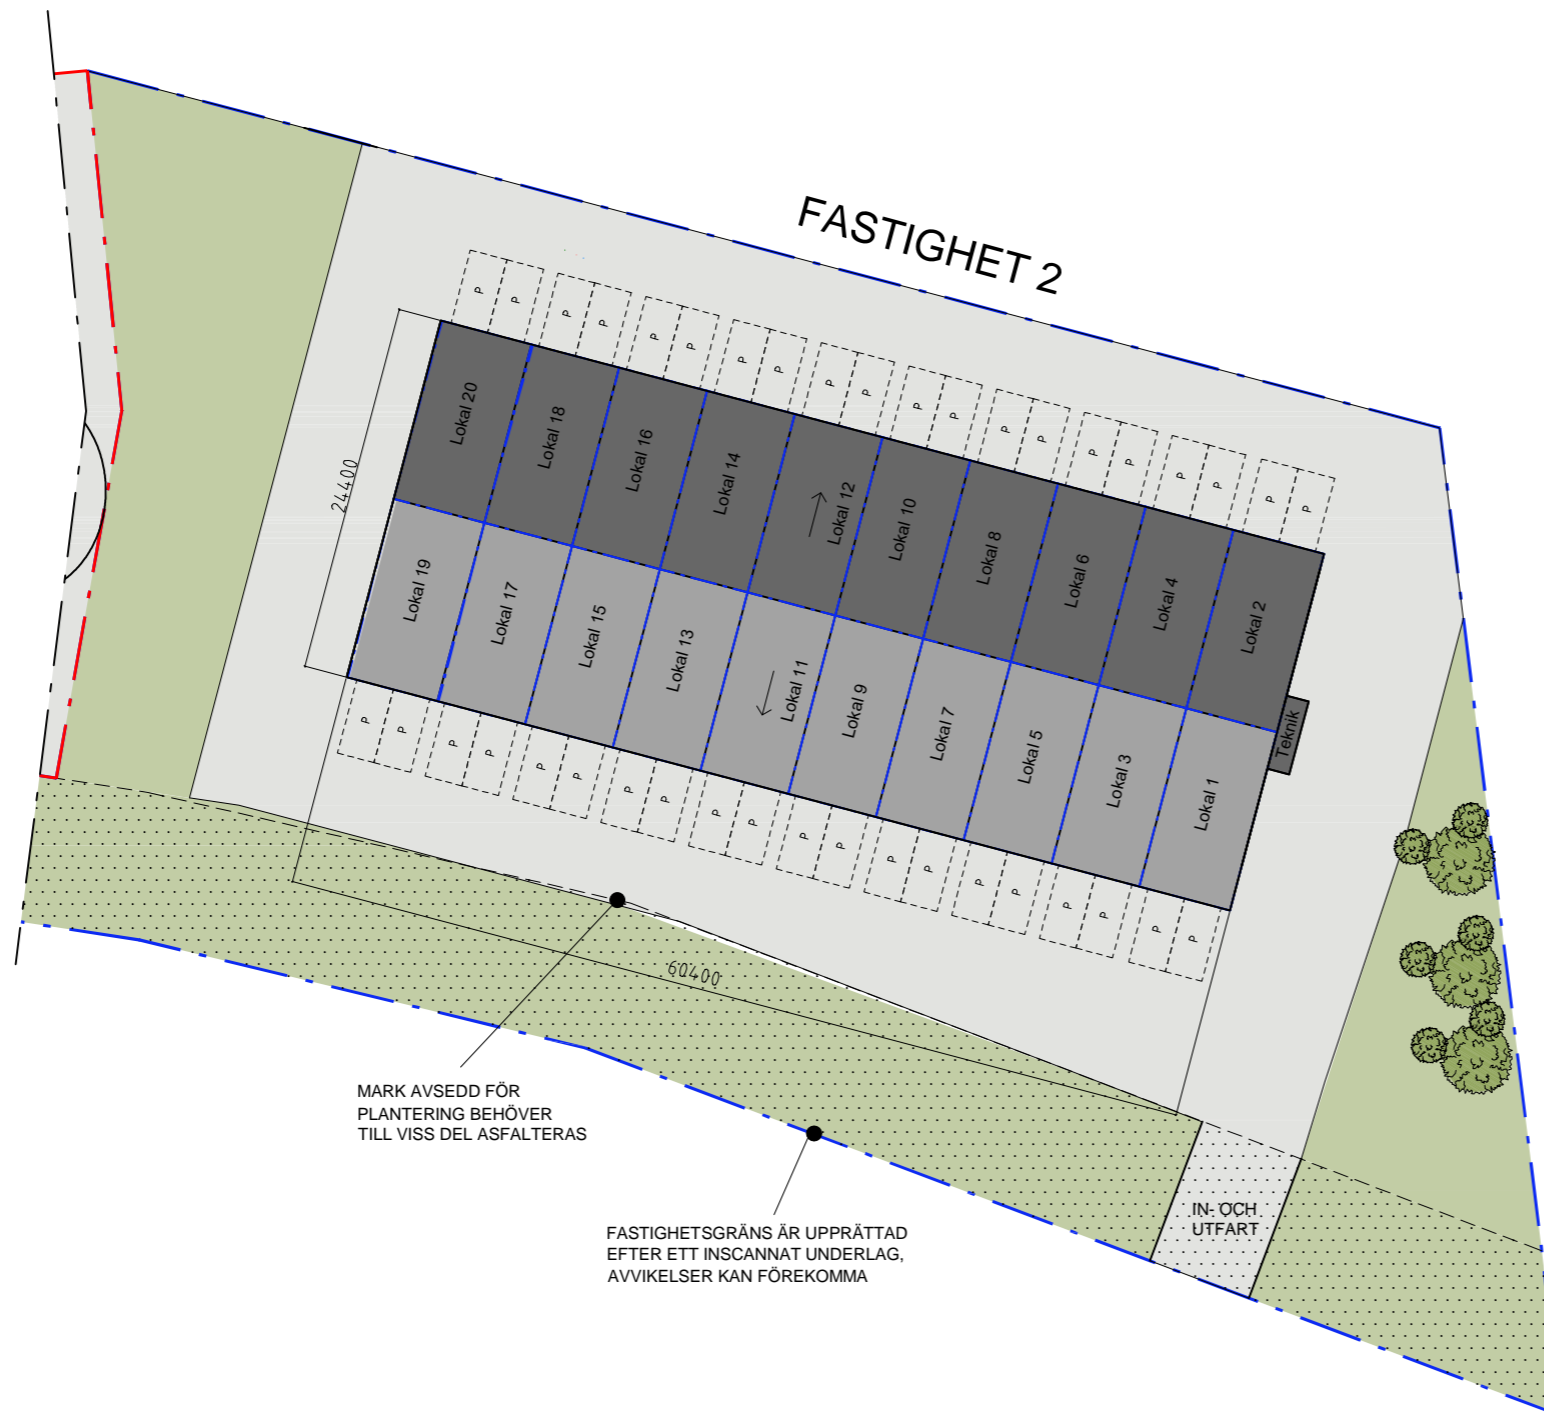 FASTIGHET 2
P P P P P P P P P P P P P P P P P P P P
24400
Lokal 20
Lokal 18
Lokal 16
Lokal 14
Lokal 12
Lokal 10
Lokal 8
Lokal 6
Lokal 4
Lokal 2
Lokal 19
Lokal 17
Lokal 15
Lokal 13
Lokal 11
Lokal 9
Lokal 7
Lokal 5
Lokal 3
Lokal 1
Teknik
P P P P P P P P P P P P P P P P P P P P
60400
MARK AVSEDD FÖR
PLANTERING BEHÖVER
TILL VISS DEL ASFALTERAS
IN- OCH
UTFART
FASTIGHETSGRÄNS ÄR UPPRÄTTAD
EFTER ETT INSCANNAT UNDERLAG,
AVVIKELSER KAN FÖREKOMMA